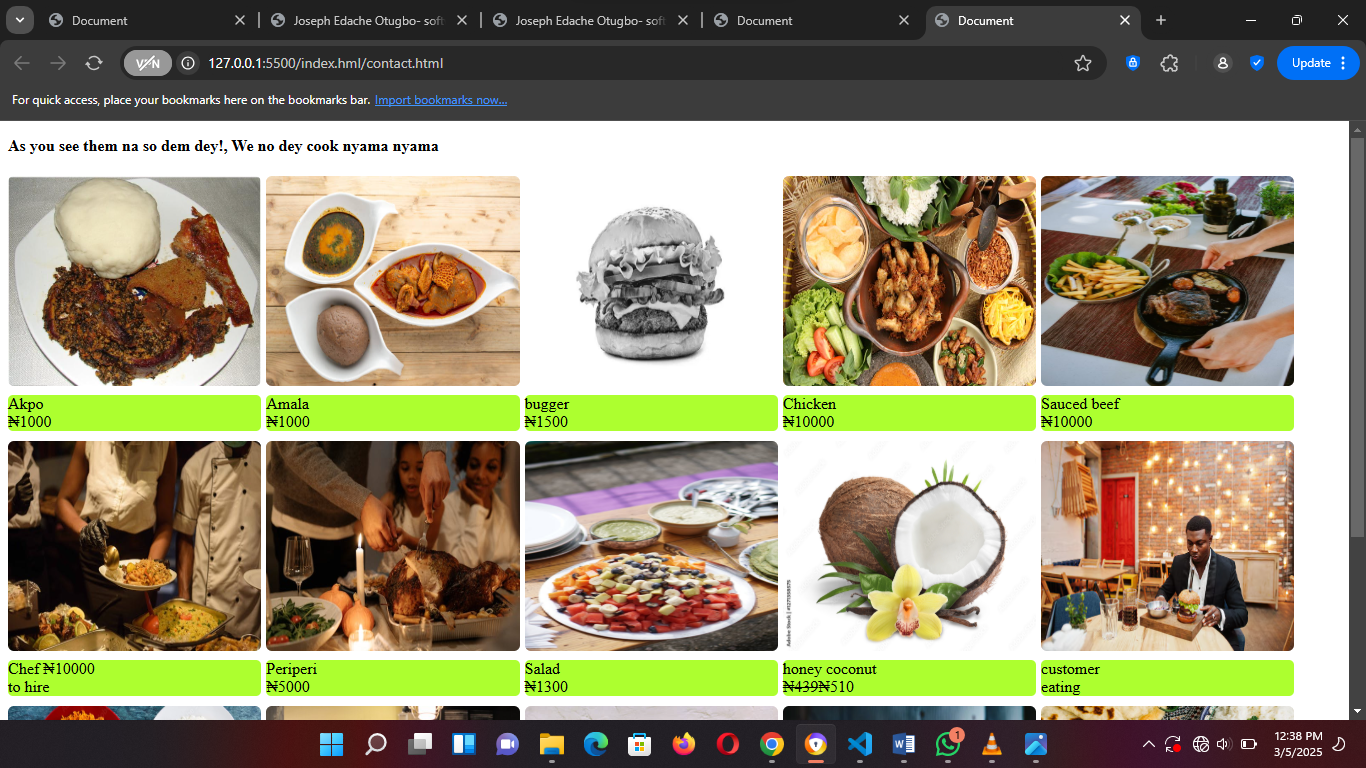 Document
Joseph Edache Otugbo- soft
Joseph Edache Otugbo- soft
Document
Document
VPN
127.0.0.1:5500/index.hml/contact.html
Update
For quick access, place your bookmarks here on the bookmarks bar. Import bookmarks now...
As you see them na so dem dey!, We no dey cook nyama nyama
Akpo
₦1000
Amala
₦1000
bugger
₦1500
Chicken
₦10000
Sauced beef
₦10000
Chef ₦10000
to hire
Periperi
₦5000
Salad
₦1300
honey coconut
₦439₦510
customer
eating
1
12:38 PM
3/5/2025